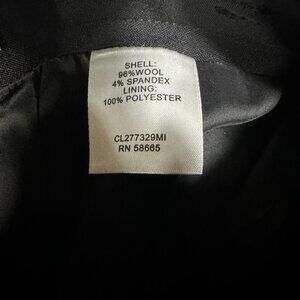 SHELL:
96%WOOL
4% SPANDEX
LINING:
100% POLYESTER
CL277329MI
RN 58665